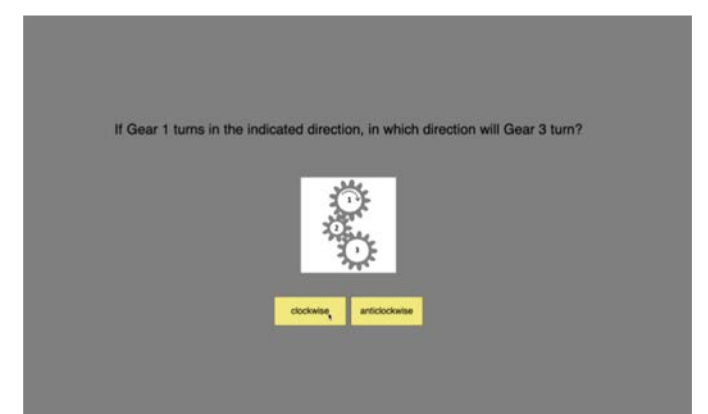 If Gear 1 turns in the indicated direction, in which direction will Gear 3 turn?
1
2
3
clockwise anticlockwise